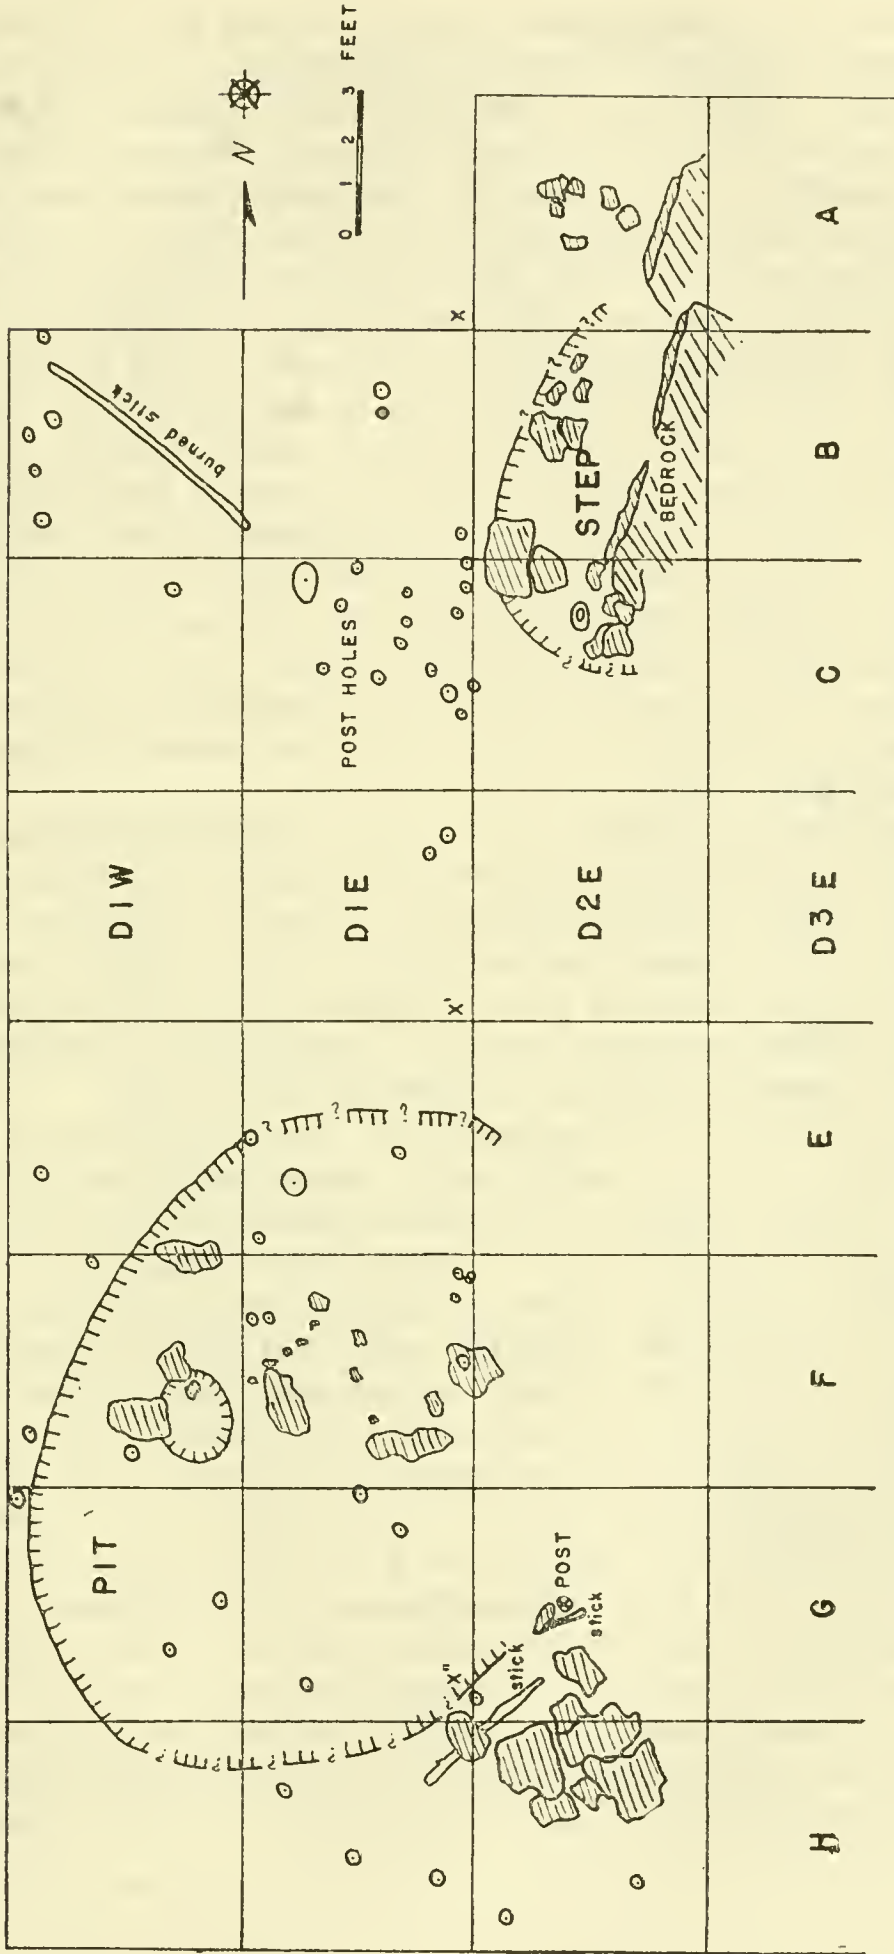 0 1 2 3 FEET
N
burned stick
X
A
STEP
BEDROCK
B
POST HOLES
C
D1W
D1E
D2E
D3E
X'
E
F
PIT
POST
stick
stick
X"
G
H
? ? ? ? ? ? ? ? ? ? ? ? ?